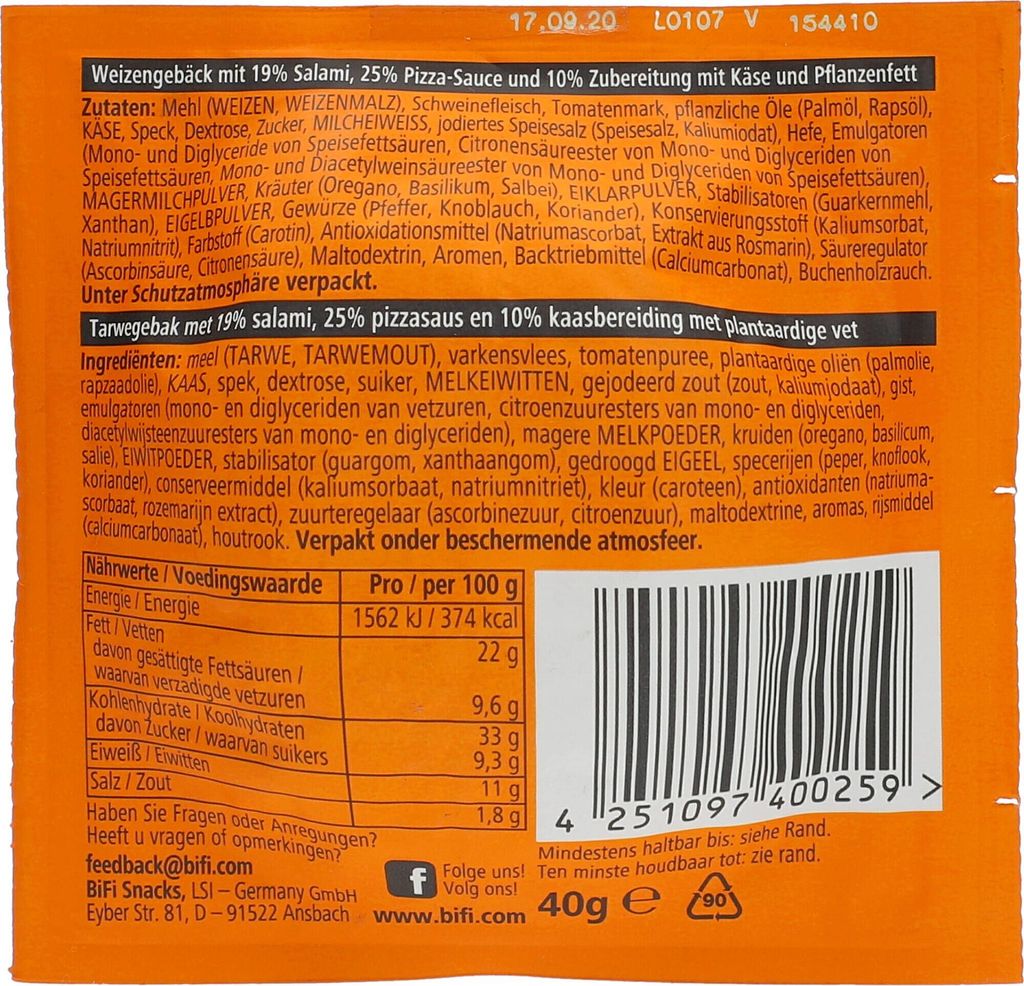 17.09.20 L0107 V 154410
Weizengebäck mit 19% Salami, 25% Pizza-Sauce und 10% Zubereitung mit Käse und Pflanzenfett
Zutaten: Mehl (WEIZEN, WEIZENMALZ), Schweinefleisch, Tomatenmark, pflanzliche Öle (Palmöl, Rapsöl),
KÄSE, Speck, Dextrose, Zucker, MILCHEIWEISS, jodiertes Speisesalz (Speisesalz, Kaliumiodat), Hefe, Emulgatoren
(Mono- und Diglyceride von Speisefettsäuren, Citronensäureester von Mono- und Diglyceriden von
Speisefettsäuren, Mono- und Diacetylweinsäureester von Mono- und Diglyceriden von Speisefettsäuren),
MAGERMILCHPULVER, Kräuter (Oregano, Basilikum, Salbei), EIKLARPULVER, Stabilisatoren (Guarkernmehl,
Xanthan), EIGELBPULVER, Gewürze (Pfeffer, Knoblauch, Koriander), Konservierungsstoff (Kaliumsorbat,
Natriumnitrit), Farbstoff (Carotin), Antioxidationsmittel (Natriumascorbat, Extrakt aus Rosmarin), Säureregulator
(Ascorbinsäure, Citronensäure), Maltodextrin, Aromen, Backtriebmittel (Calciumcarbonat), Buchenholzrauch.
Unter Schutzatmosphäre verpackt.
Tarwegebak met 19% salami, 25% pizzasaus en 10% kaasbereiding met plantaardige vet
Ingrediënten: meel (TARWE, TARWEMOUT), varkensvlees, tomatenpuree, plantaardige oliën (palmolie,
rapzaadolie), KAAS, spek, dextrose, suiker, MELKEIWITTEN, gejodeerd zout (zout, kaliumjodaat), gist,
emulgatoren (mono- en diglyceriden van vetzuren, citroenzuuresters van mono- en diglyceriden,
diacetylwijsteenzuuresters van mono- en diglyceriden), magere MELKPOEDER, kruiden (oregano, basilicum,
salie), EIWITPOEDER, stabilisator (guargom, xanthaangom), gedroogd EIGEEL, specerijen (peper, knoflook,
koriander), conserveermiddel (kaliumsorbaat, natriumnitriet), kleur (caroteen), antioxidanten (natriuma-
scorbaat, rozemarijn extract), zuurteregelaar (ascorbinezuur, citroenzuur), maltodextrine, aromas, rijsmiddel
(calciumcarbonaat), houtrook. Verpakt onder beschermende atmosfeer.
Nährwerte / Voedingswaarde Pro / per 100 g
Energie / Energie 1562 kJ / 374 kcal
Fett / Vetten 22 g
davon gesättigte Fettsäuren /
waarvan verzadigde vetzuren 9,6 g
Kohlenhydrate / Koolhydraten 33 g
davon Zucker / waarvan suikers 9,3 g
Eiweiß / Eiwitten 11 g
Salz / Zout 1,8 g
4 251097 400259 >
Haben Sie Fragen oder Anregungen?
Heeft u vragen of opmerkingen?
feedback@bifi.com
BiFi Snacks, LSI – Germany GmbH
Eyber Str. 81, D – 91522 Ansbach
f Folge uns!
Volg ons!
www.bifi.com
Mindestens haltbar bis: siehe Rand.
Ten minste houdbaar tot: zie rand.
40g ℮ 90